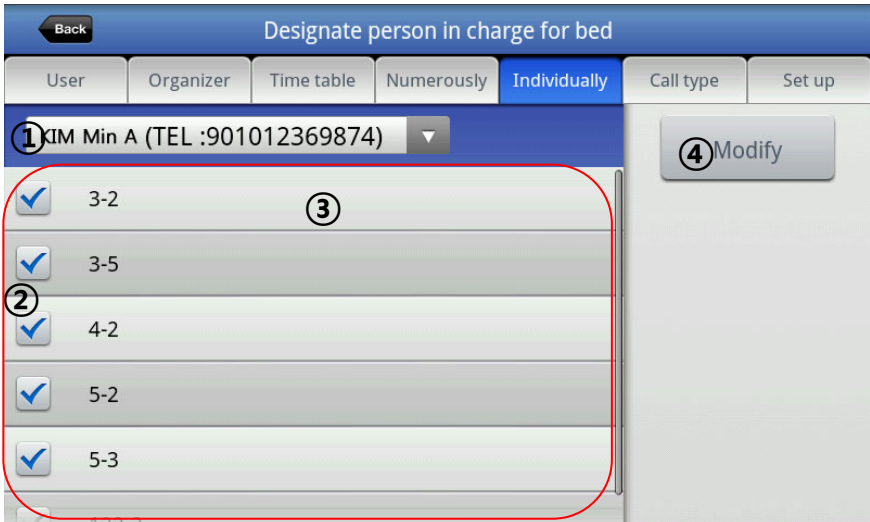 Back
Designate person in charge for bed
User
Organizer
Time table
Numerously
Individually
Call type
Set up
① KIM Min A (TEL :901012369874)
④ Modify
3-2
③
3-5
②
4-2
5-2
5-3